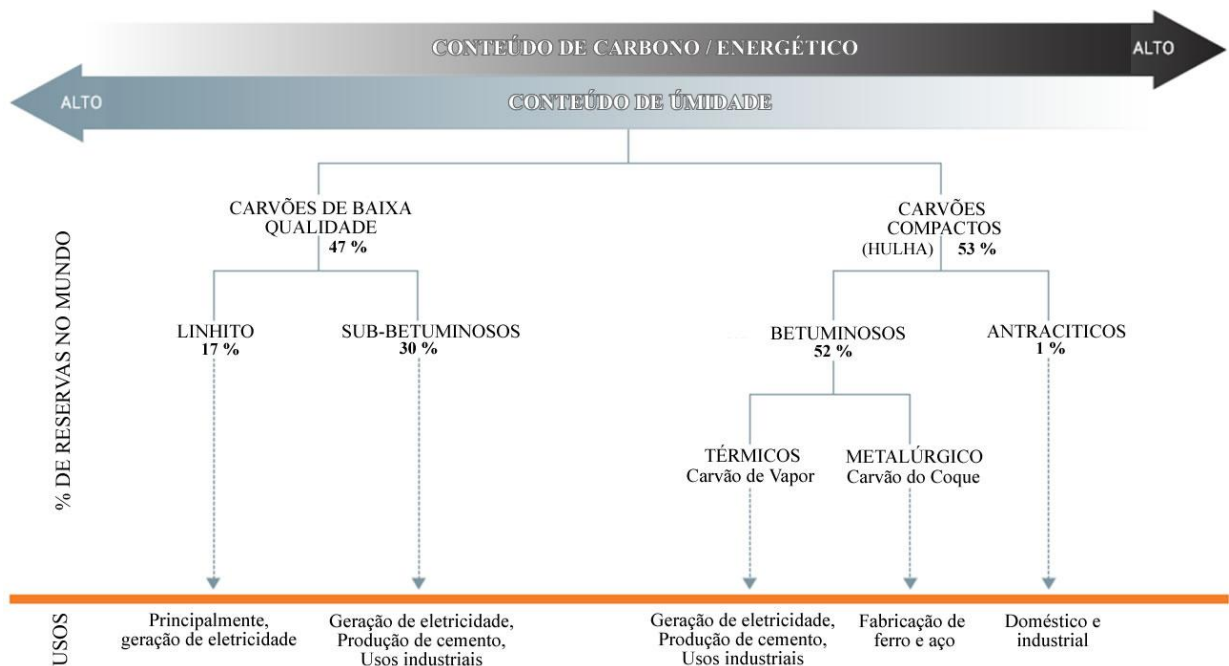 CONTEÚDO DE CARBONO / ENERGÉTICO
ALTO
ALTO
CONTEÚDO DE ÚMIDADE
% DE RESERVAS NO MUNDO
CARVÕES DE BAIXA
QUALIDADE
47 %
CARVÕES
COMPACTOS
(HULHA) 53 %
LINHITO
17 %
SUB-BETUMINOSOS
30 %
BETUMINOSOS
52 %
ANTRACITICOS
1 %
TÉRMICOS
Carvão de Vapor
METALÚRGICO
Carvão do Coque
USOS
Principalmente,
geração de eletricidade
Geração de eletricidade,
Produção de cemento,
Usos industriais
Geração de eletricidade,
Produção de cemento,
Usos industriais
Fabricação de
ferro e aço
Doméstico e
industrial